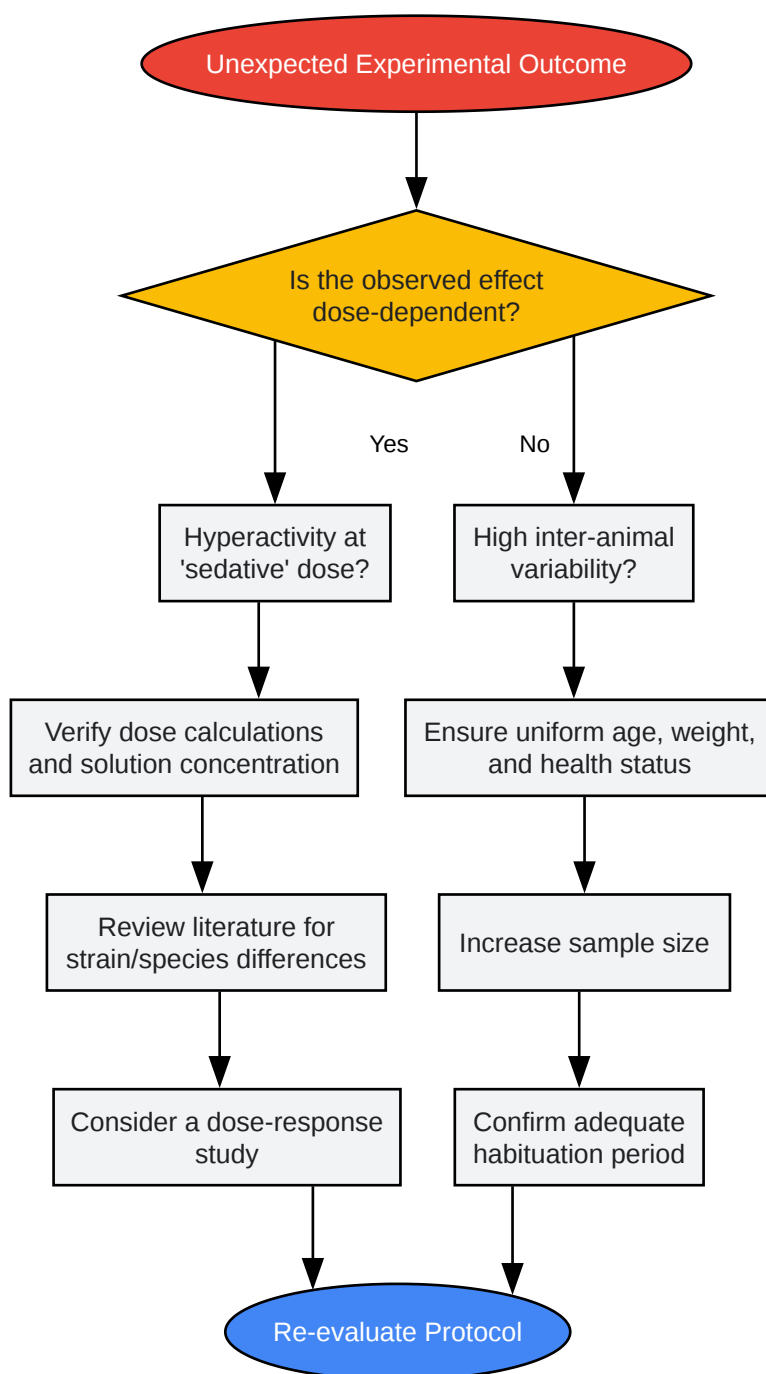 Unexpected Experimental Outcome
Is the observed effect
dose-dependent?
Yes
No
Hyperactivity at
'sedative' dose?
High inter-animal
variability?
Verify dose calculations
and solution concentration
Ensure uniform age, weight,
and health status
Review literature for
strain/species differences
Increase sample size
Consider a dose-response
study
Confirm adequate
habituation period
Re-evaluate Protocol